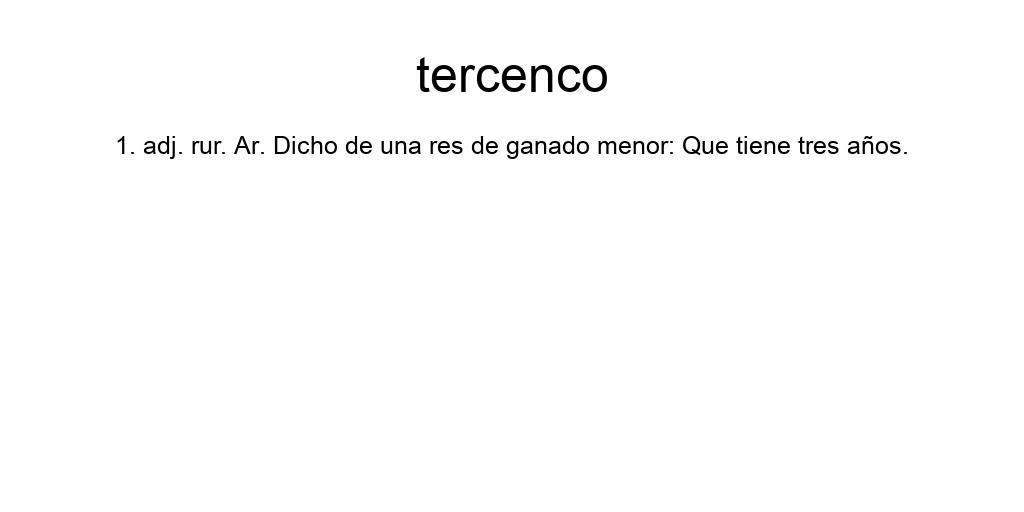 tercenco
1. adj. rur. Ar. Dicho de una res de ganado menor: Que tiene tres años.